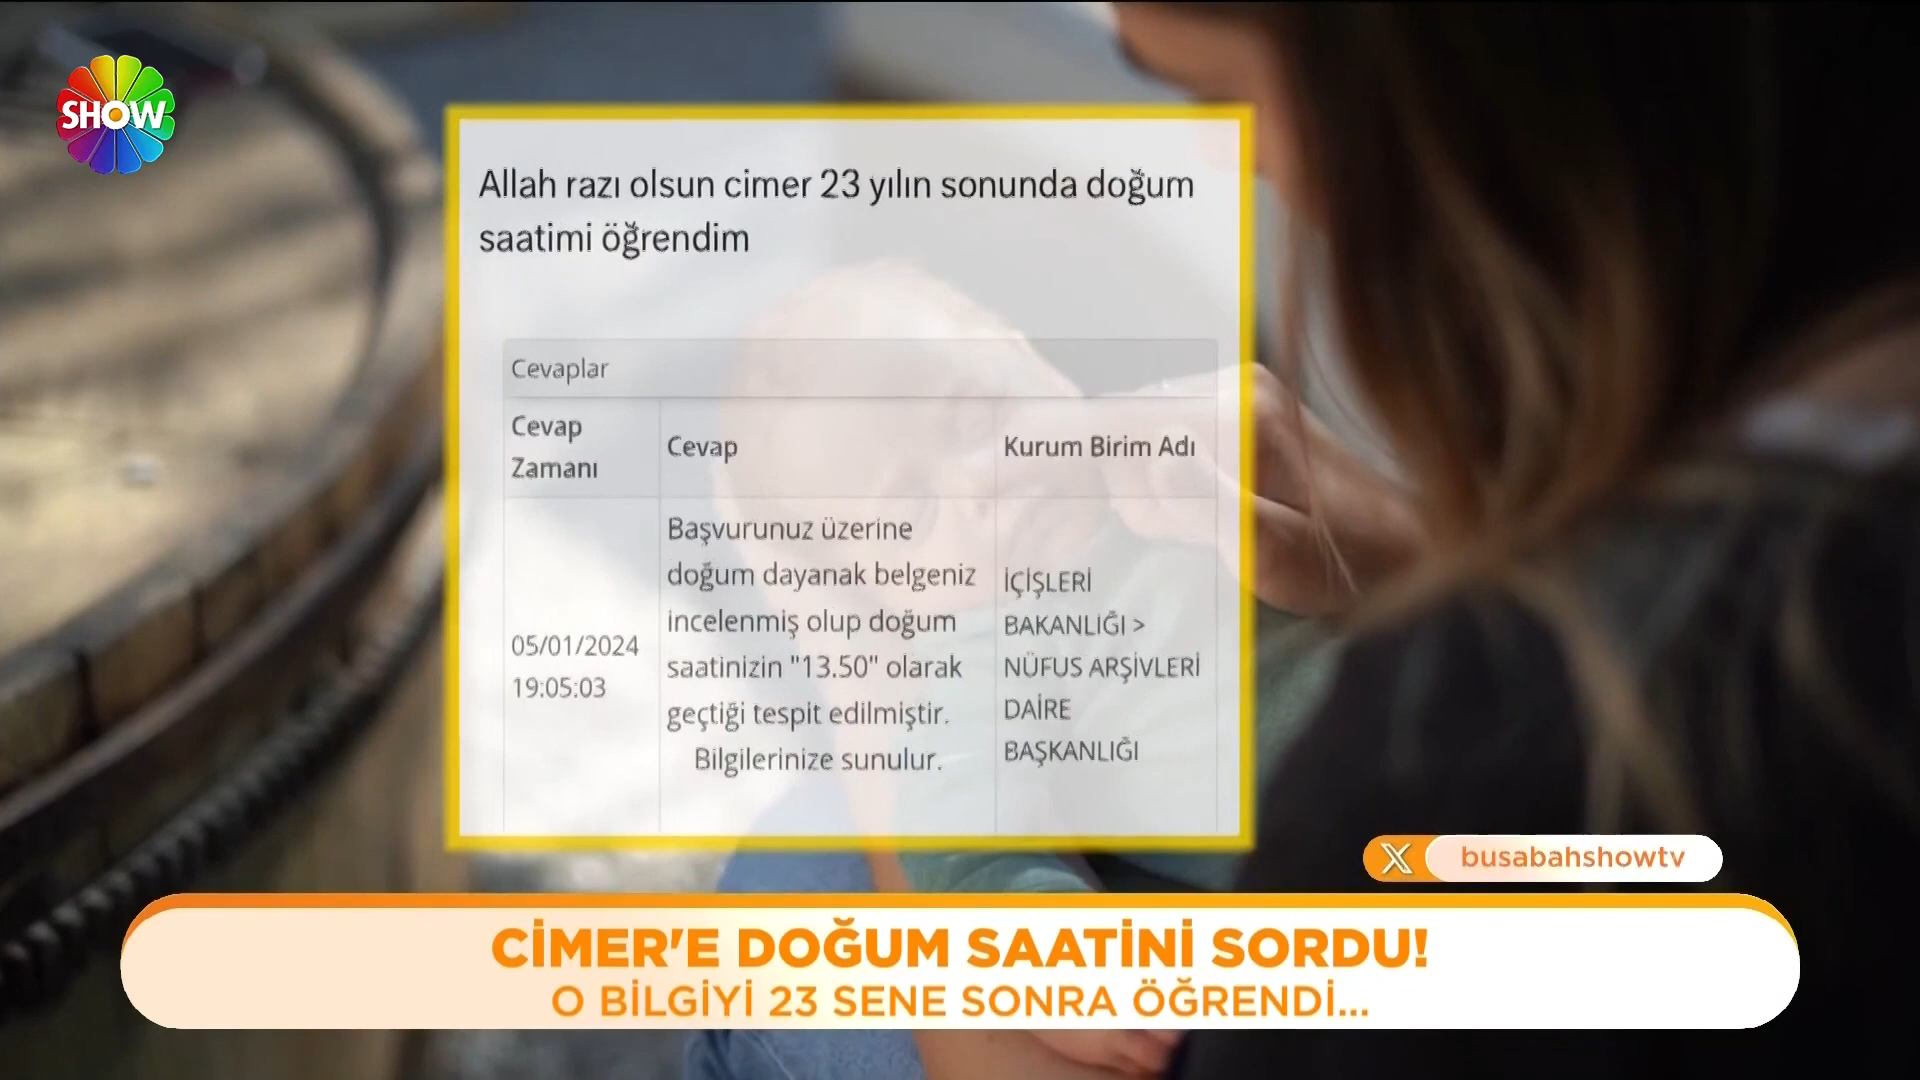 SHOW
Allah razı olsun cimer 23 yılın sonunda doğum
saatimi öğrendim
Cevaplar
Cevap
Zamanı
Cevap
Kurum Birim Adı
05/01/2024
19:05:03
Başvurunuz üzerine
doğum dayanak belgeniz
incelenmiş olup doğum
saatinizin "13.50" olarak
geçtiği tespit edilmiştir.
Bilgilerinize sunulur.
İÇİŞLERİ
BAKANLIĞI >
NÜFUS ARŞİVLERİ
DAİRE
BAŞKANLIĞI
X busabahshowtv
CİMER'E DOĞUM SAATİNİ SORDU!
O BİLGİYİ 23 SENE SONRA ÖĞRENDİ...